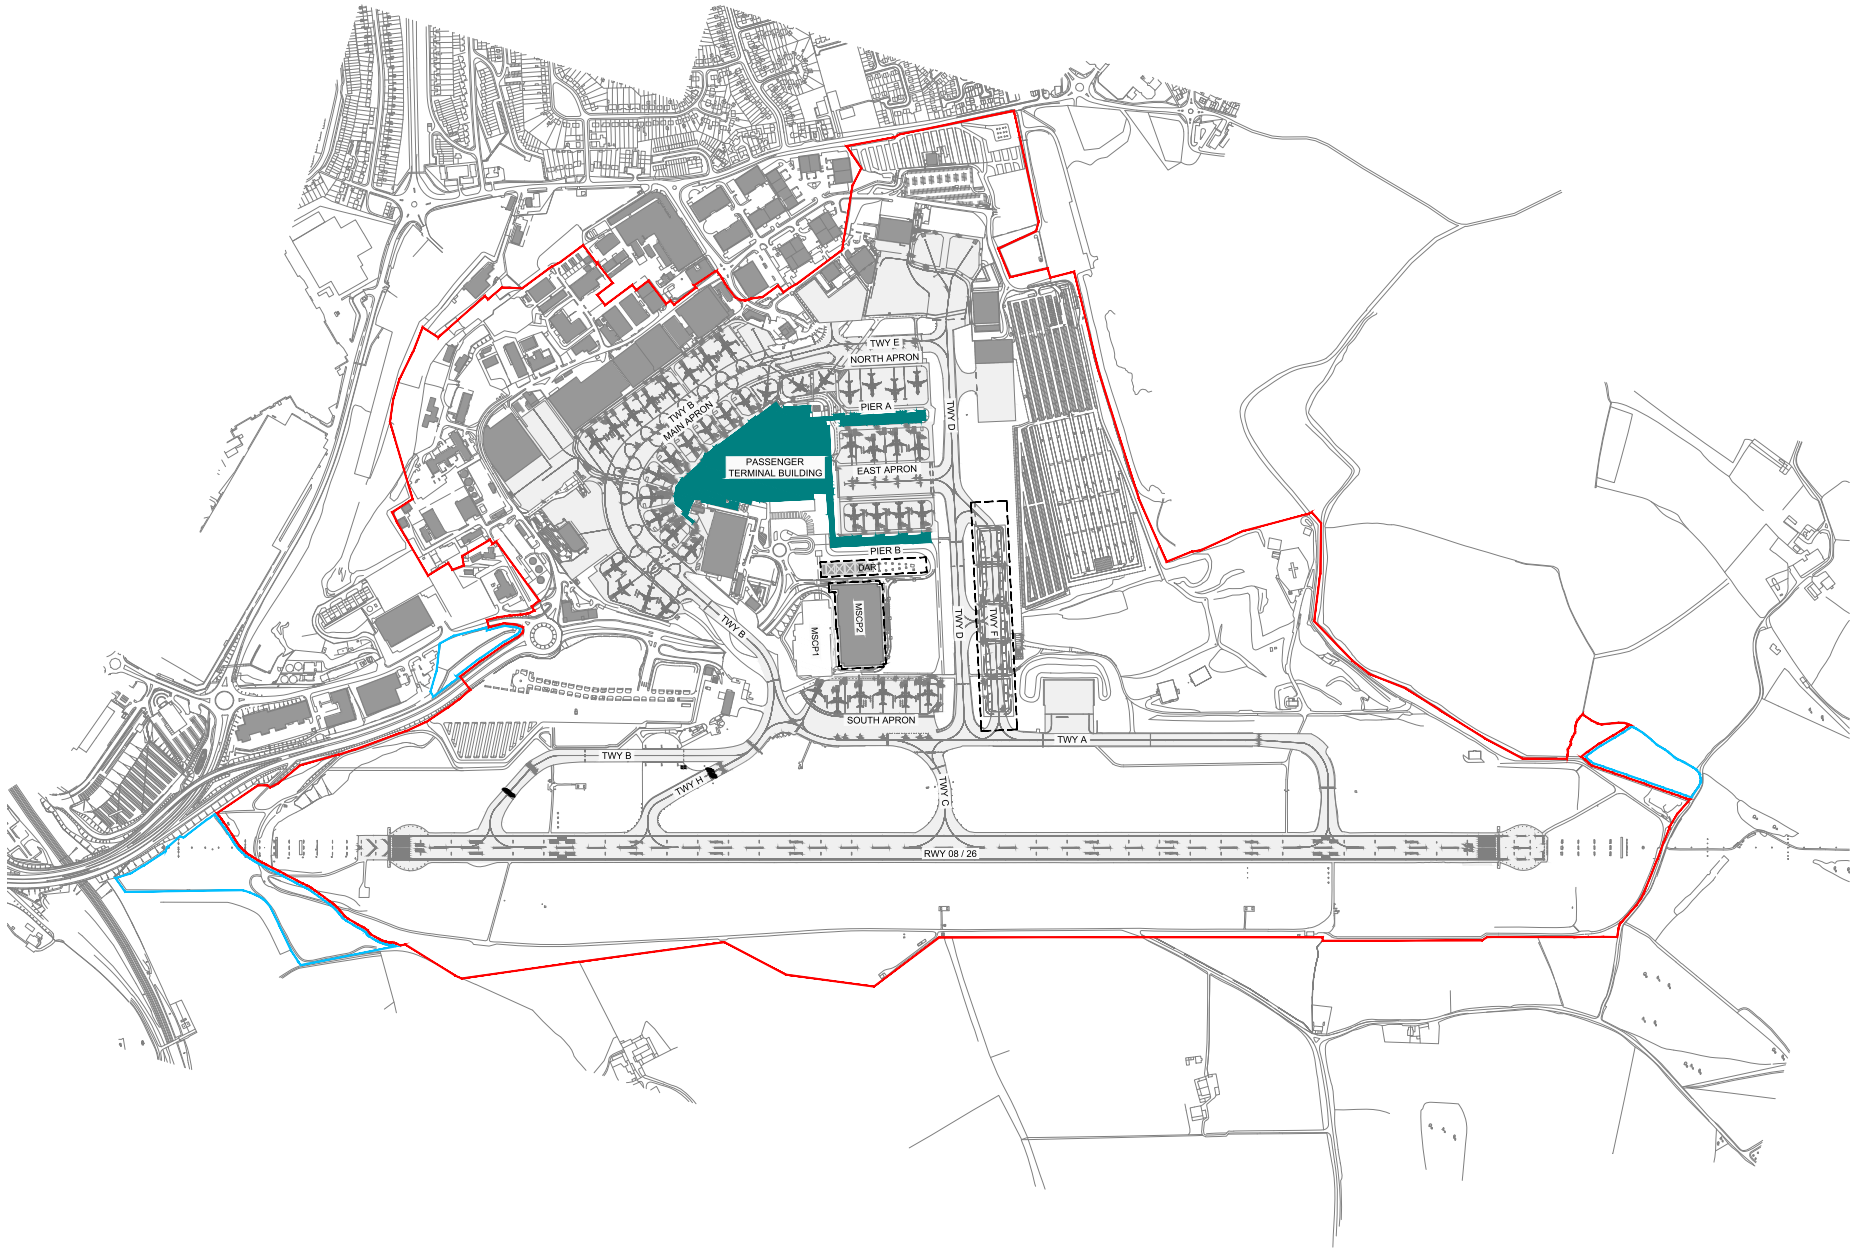 TWY E
NORTH APRON
PIER A
TWY B
MAIN APRON
TWY D
PASSENGER
TERMINAL BUILDING
EAST APRON
PIER B
DART
MSCP2
MSCP1
TWY D
TWY F
TWY B
SOUTH APRON
TWY A
TWY B
TWY H
TWY C
RWY 08 / 26